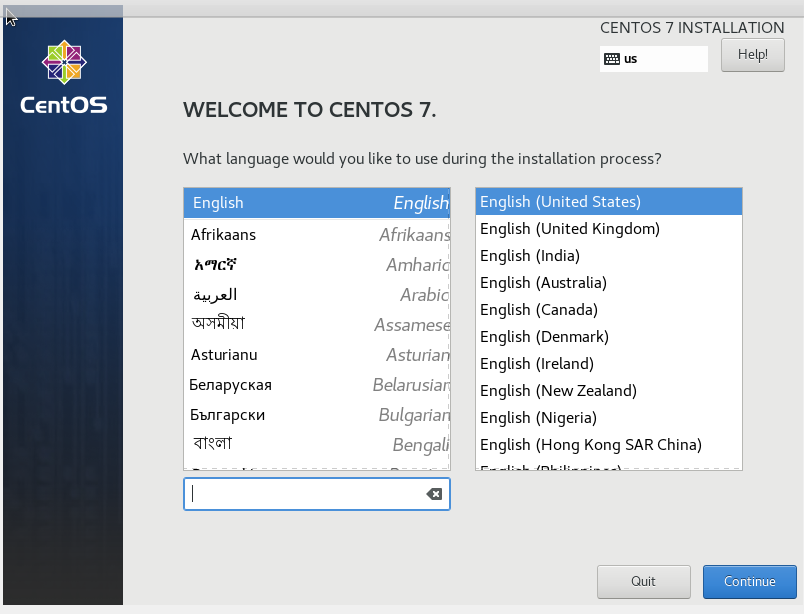 CENTOS 7 INSTALLATION
us
Help!
CentOS
WELCOME TO CENTOS 7.
What language would you like to use during the installation process?
English English
Afrikaans Afrikaans
አማርኛ Amharic
العربية Arabic
অসমীয়া Assamese
Asturianu Asturian
Беларуская Belarusian
Български Bulgarian
বাংলা Bengali
English (United States)
English (United Kingdom)
English (India)
English (Australia)
English (Canada)
English (Denmark)
English (Ireland)
English (New Zealand)
English (Nigeria)
English (Hong Kong SAR China)
English (Philippines)
Quit
Continue